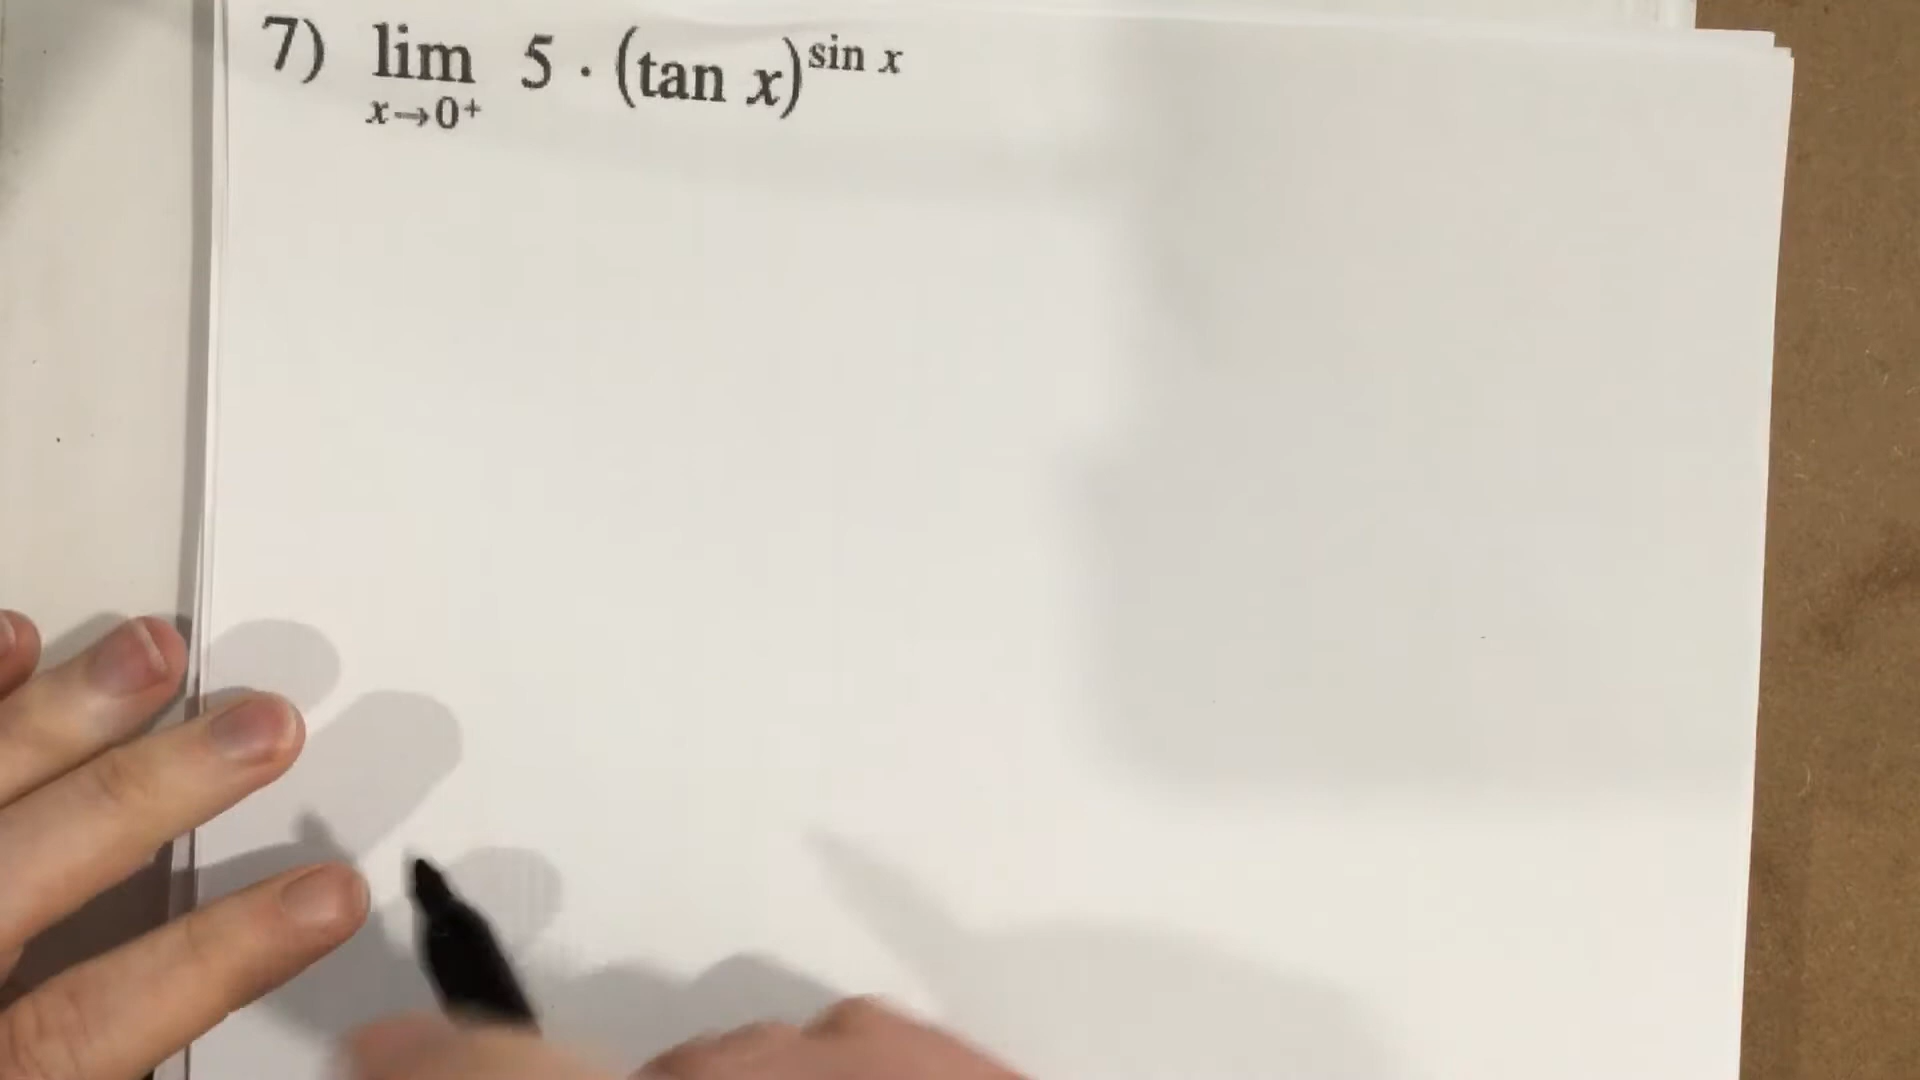 7) lim 5 · (tan x)^sin x
x→0⁺